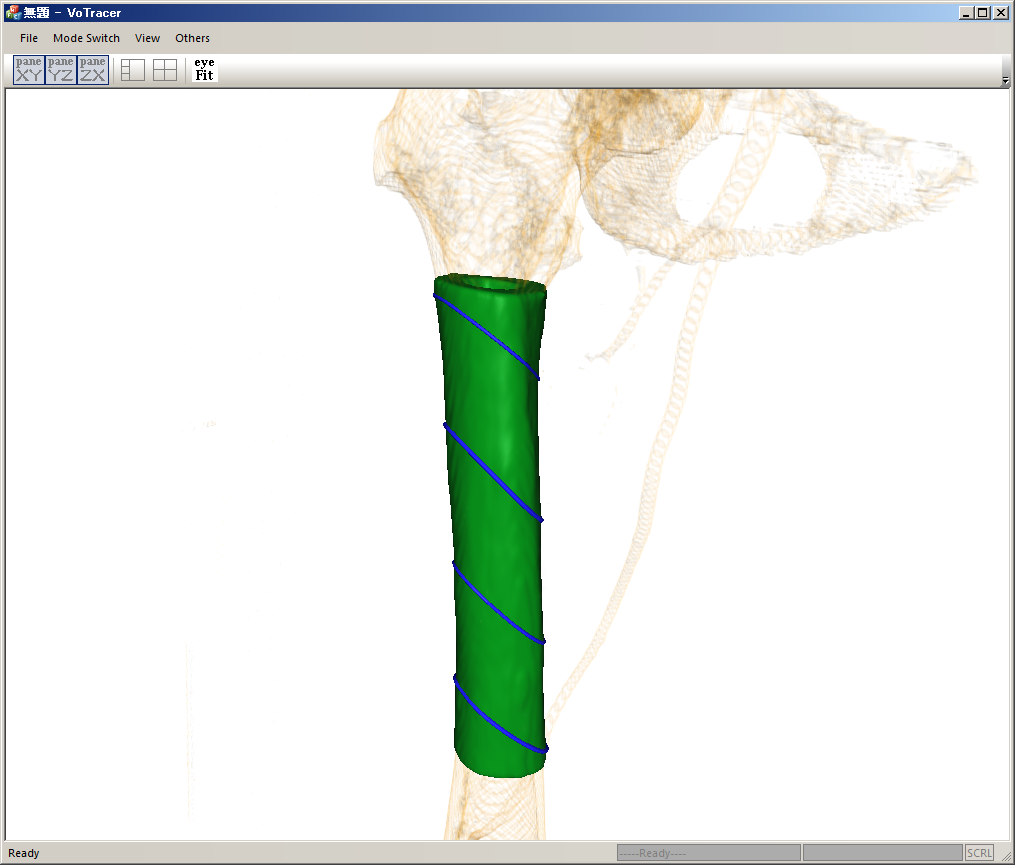 無題 - VoTracer
File Mode Switch View Others
pane XY pane YZ pane ZX eye Fit
Ready -----Ready---- SCRL